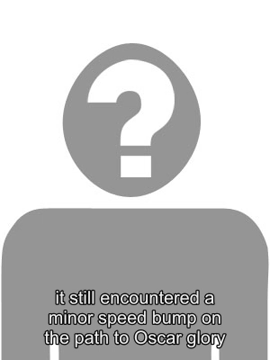 ?
it still encountered a
minor speed bump on
the path to Oscar glory